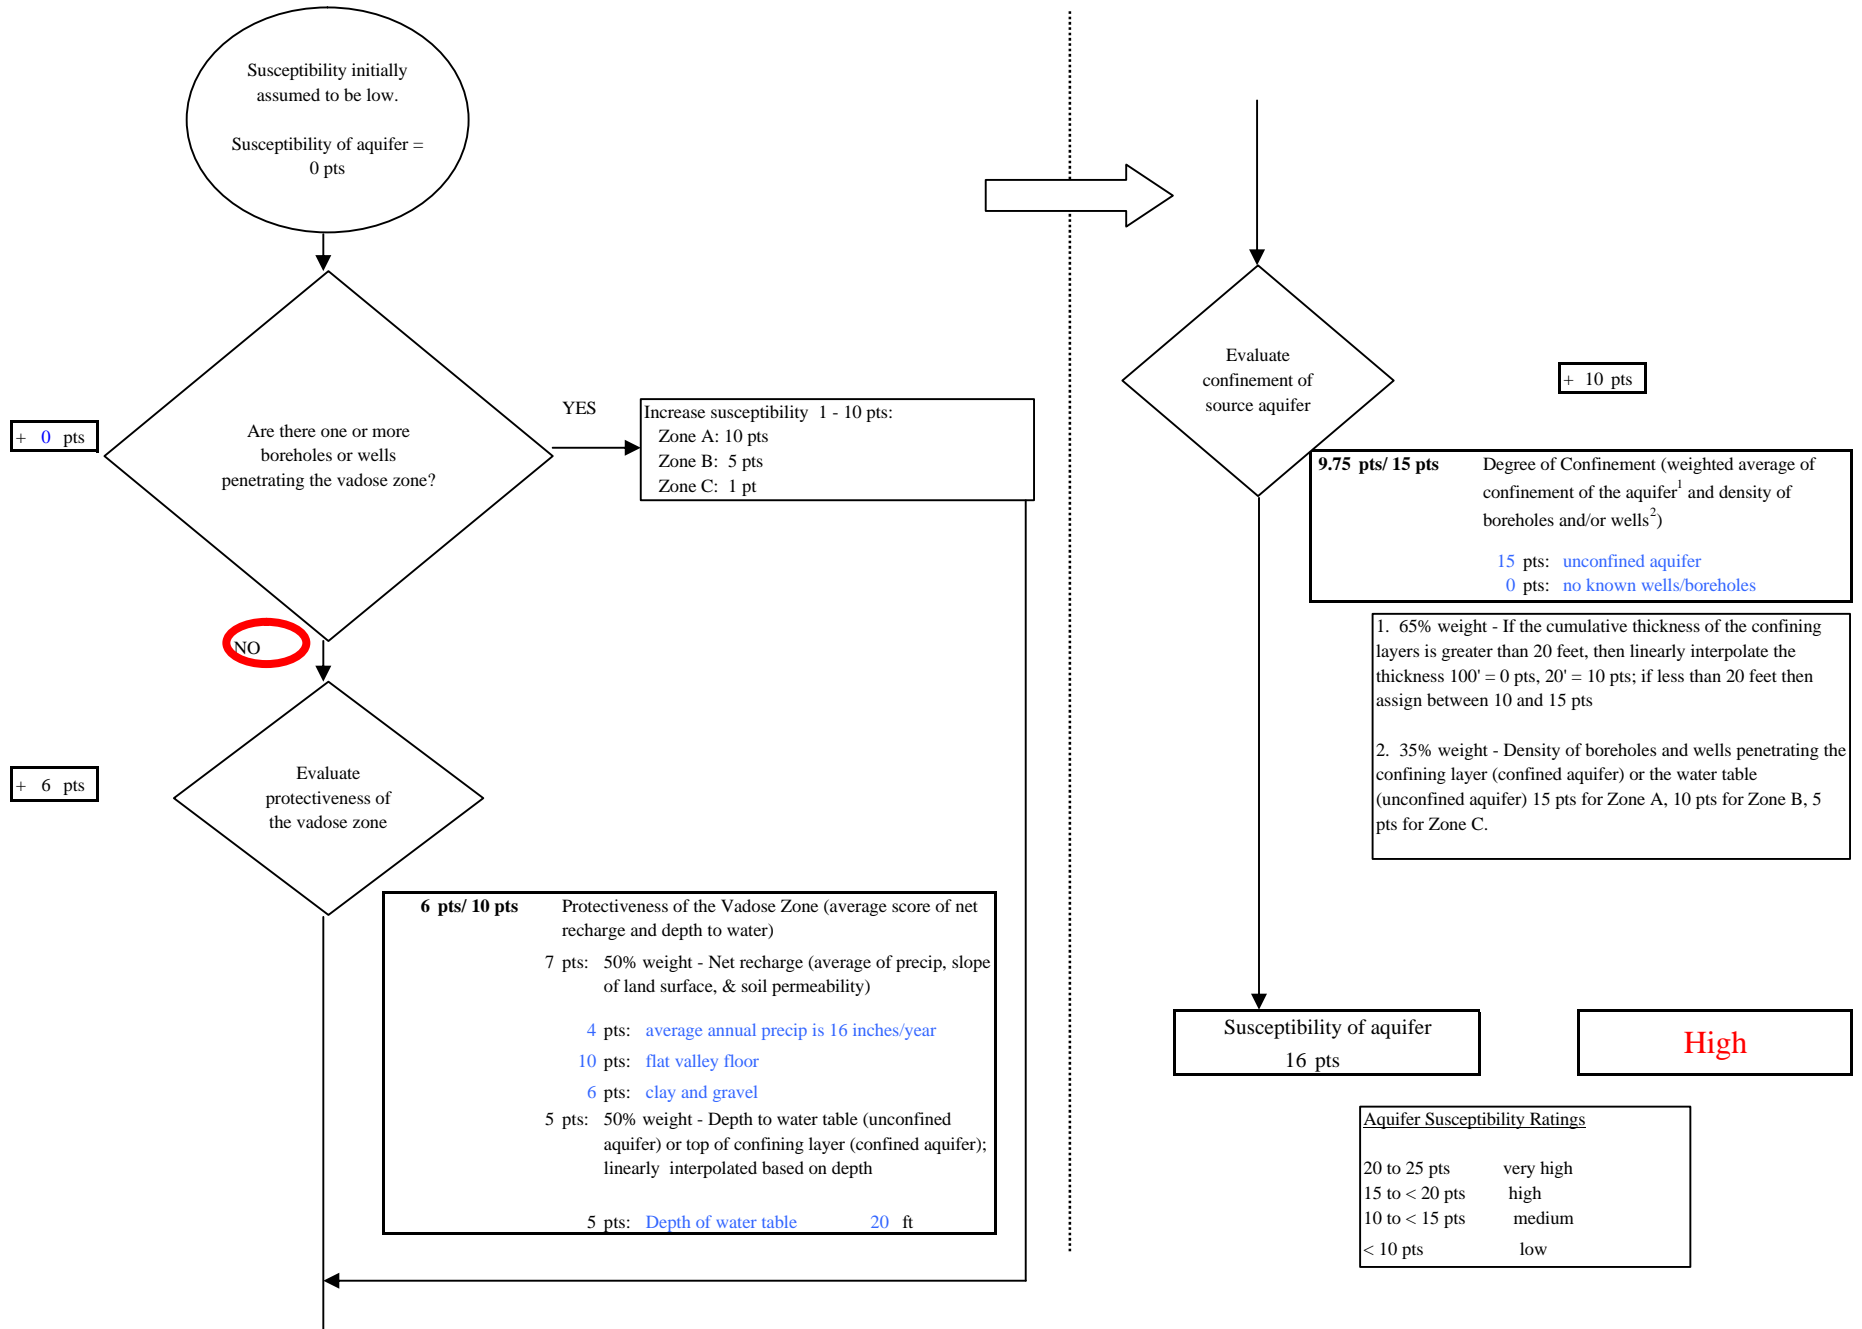 Susceptibility initially
assumed to be low.
Susceptibility of aquifer =
0 pts
+ 0 pts
Are there one or more
boreholes or wells
penetrating the vadose zone?
YES
Increase susceptibility 1 - 10 pts:
Zone A: 10 pts
Zone B: 5 pts
Zone C: 1 pt
NO
+ 6 pts
Evaluate
protectiveness of
the vadose zone
6 pts/ 10 pts Protectiveness of the Vadose Zone (average score of net
recharge and depth to water)
7 pts: 50% weight - Net recharge (average of precip, slope
of land surface, & soil permeability)
4 pts: average annual precip is 16 inches/year
10 pts: flat valley floor
6 pts: clay and gravel
5 pts: 50% weight - Depth to water table (unconfined
aquifer) or top of confining layer (confined aquifer);
linearly interpolated based on depth
5 pts: Depth of water table 20 ft
Evaluate
confinement of
source aquifer
+ 10 pts
9.75 pts/ 15 pts Degree of Confinement (weighted average of
confinement of the aquifer1 and density of
boreholes and/or wells2)
15 pts: unconfined aquifer
0 pts: no known wells/boreholes
1. 65% weight - If the cumulative thickness of the confining
layers is greater than 20 feet, then linearly interpolate the
thickness 100' = 0 pts, 20' = 10 pts; if less than 20 feet then
assign between 10 and 15 pts
2. 35% weight - Density of boreholes and wells penetrating the
confining layer (confined aquifer) or the water table
(unconfined aquifer) 15 pts for Zone A, 10 pts for Zone B, 5
pts for Zone C.
Susceptibility of aquifer
16 pts
High
Aquifer Susceptibility Ratings
20 to 25 pts very high
15 to < 20 pts high
10 to < 15 pts medium
< 10 pts low